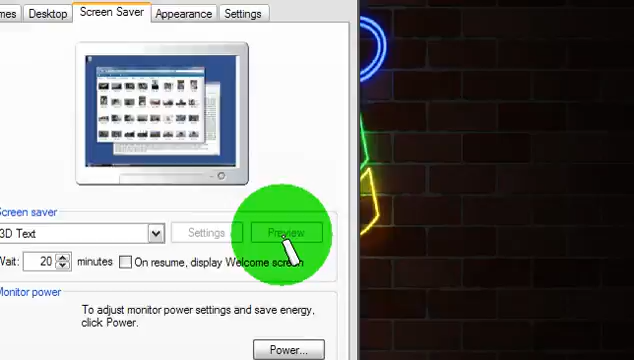 mes Desktop Screen Saver Appearance Settings
Screen saver
3D Text Settings Preview
Wait: 20 minutes On resume, display Welcome screen
Monitor power
To adjust monitor power settings and save energy,
click Power.
Power...